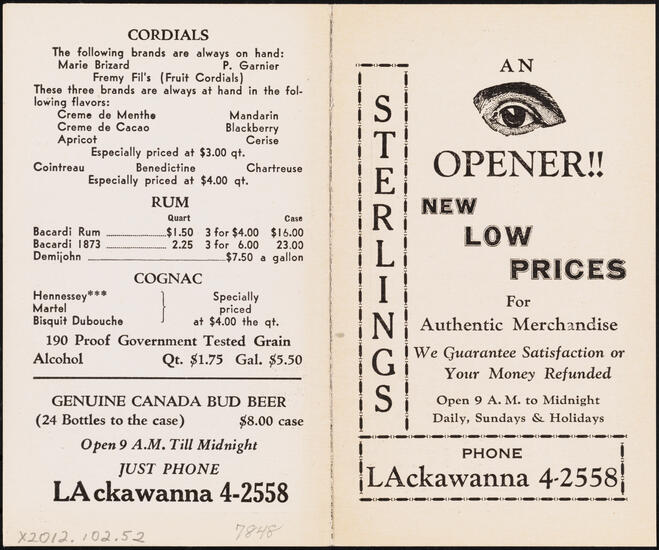 CORDIALS
The following brands are always on hand:
Marie Brizard P. Garnier
Fremy Fil's (Fruit Cordials)
These three brands are always at hand in the fol-
lowing flavors:
Creme de Menthe Mandarin
Creme de Cacao Blackberry
Apricot Cerise
Especially priced at $3.00 qt.
Cointreau Benedictine Chartreuse
Especially priced at $4.00 qt.
RUM
Quart Case
Bacardi Rum $1.50 3 for $4.00 $16.00
Bacardi 1873 2.25 3 for 6.00 23.00
Demijohn $7.50 a gallon
COGNAC
Hennessey*** Specially
Martel } priced
Bisquit Dubouche at $4.00 the qt.
190 Proof Government Tested Grain
Alcohol Qt. $1.75 Gal. $5.50
GENUINE CANADA BUD BEER
(24 Bottles to the case) $8.00 case
Open 9 A.M. Till Midnight
JUST PHONE
LAckawanna 4-2558
X2012.102.52 7848
STERLINGS
AN
OPENER!!
NEW
LOW
PRICES
For
Authentic Merchandise
We Guarantee Satisfaction or
Your Money Refunded
Open 9 A. M. to Midnight
Daily, Sundays & Holidays
PHONE
LAckawanna 4-2558